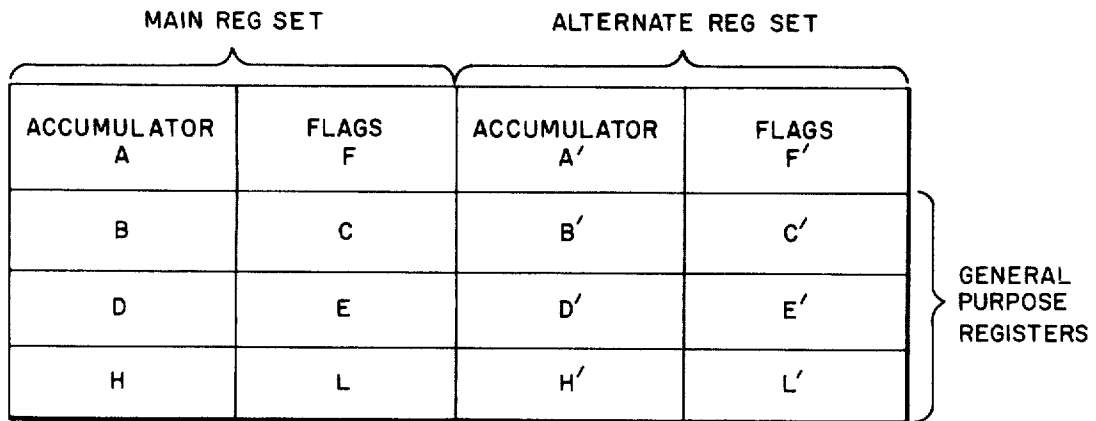 MAIN REG SET
ALTERNATE REG SET
ACCUMULATOR
A
FLAGS
F
ACCUMULATOR
A′
FLAGS
F′
B
C
B′
C′
D
E
D′
E′
H
L
H′
L′
GENERAL
PURPOSE
REGISTERS